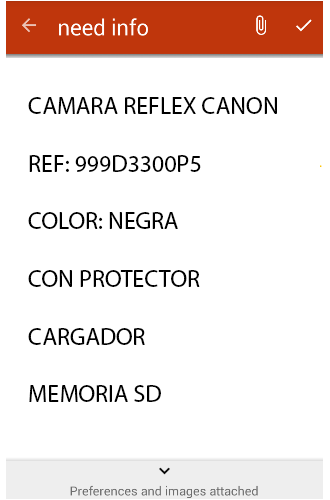 need info
CAMARA REFLEX CANON
REF: 999D3300P5
COLOR: NEGRA
CON PROTECTOR
CARGADOR
MEMORIA SD
Preferences and images attached